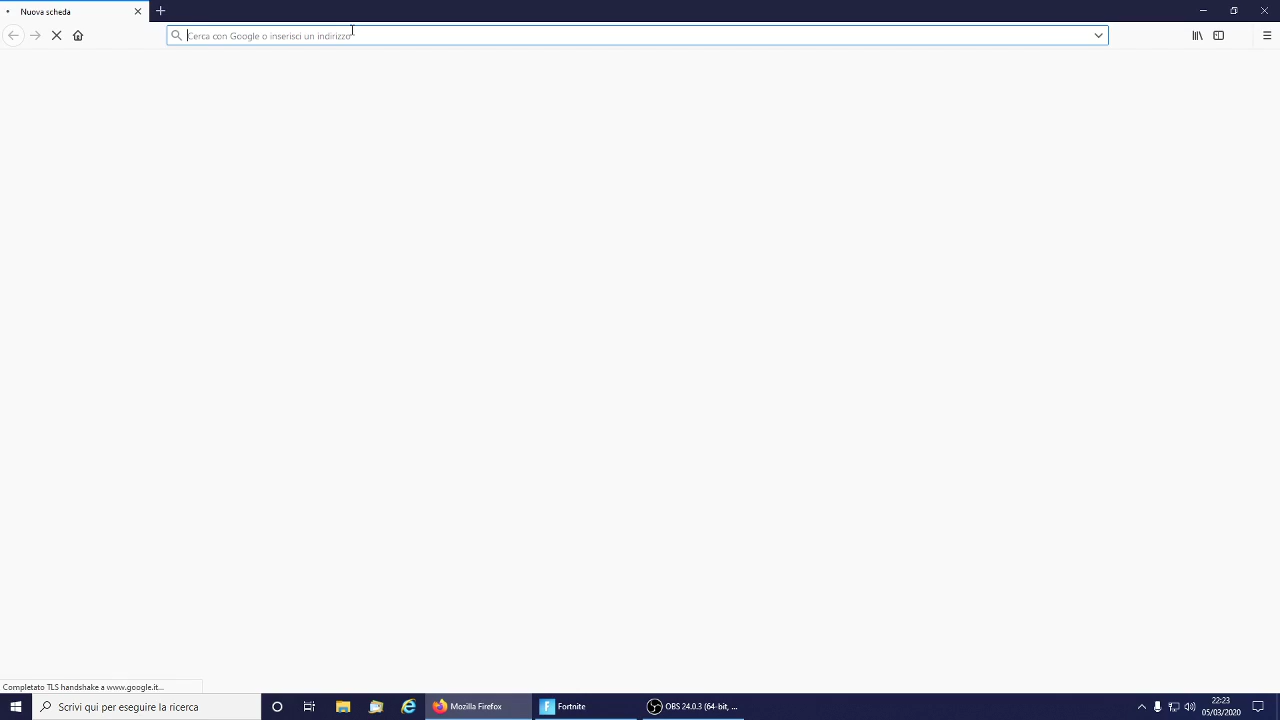 Nuova scheda
Cerca con Google o inserisci un indirizzo
Completato TLS handshake a www.google.it...
Scrivi qui per eseguire la ricerca
Mozilla Firefox
Fortnite
OBS 24.0.3 (64-bit, ...
22:23
05/03/2020